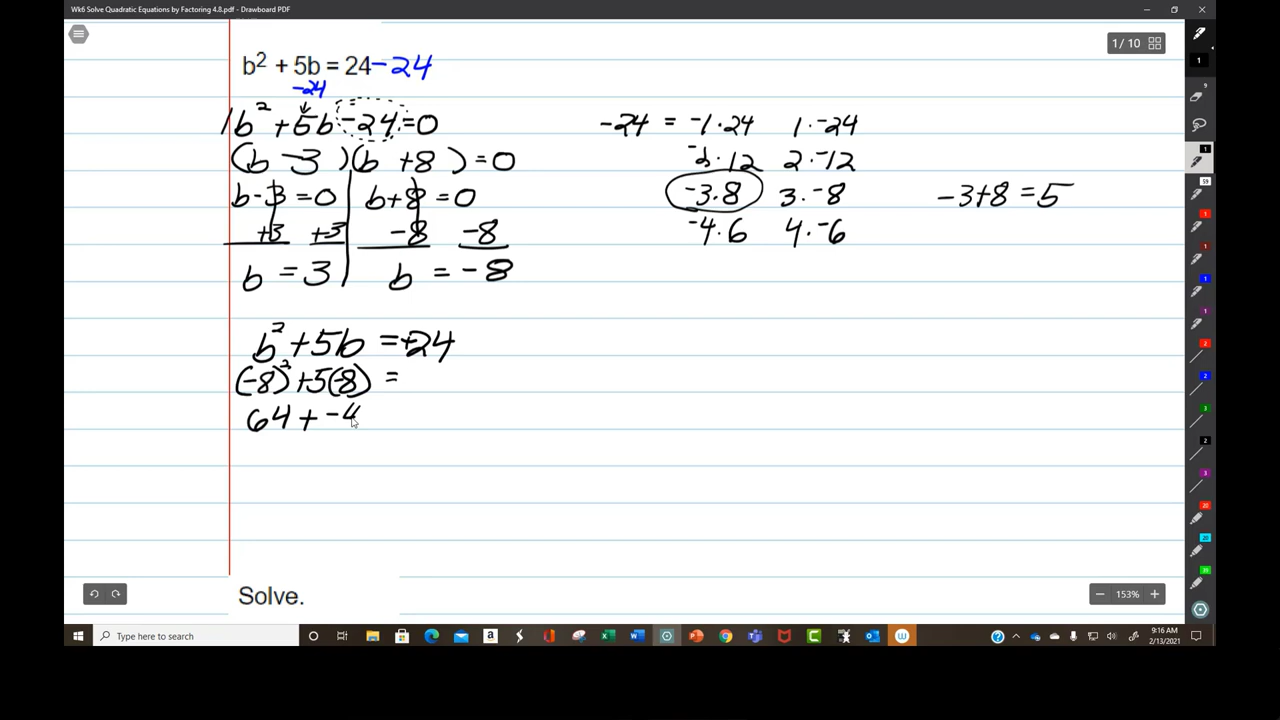 Wk6 Solve Quadratic Equations by Factoring 4.8.pdf - Drawboard PDF
1 / 10
b² + 5b = 24 -24
-24
1b² + 5b -24 = 0
(b - 3)(b + 8) = 0
b - 3 = 0 b + 8 = 0
+3 +3 -8 -8
b = 3 b = -8
-24 = -1·24 1·-24
-2·12 2·-12
-3·8 3·-8
-4·6 4·-6
-3+8 = 5
b² + 5b = +24
(-8)² + 5(-8) =
64 + -4
Solve.
153%
Type here to search
9:16 AM
2/13/2021